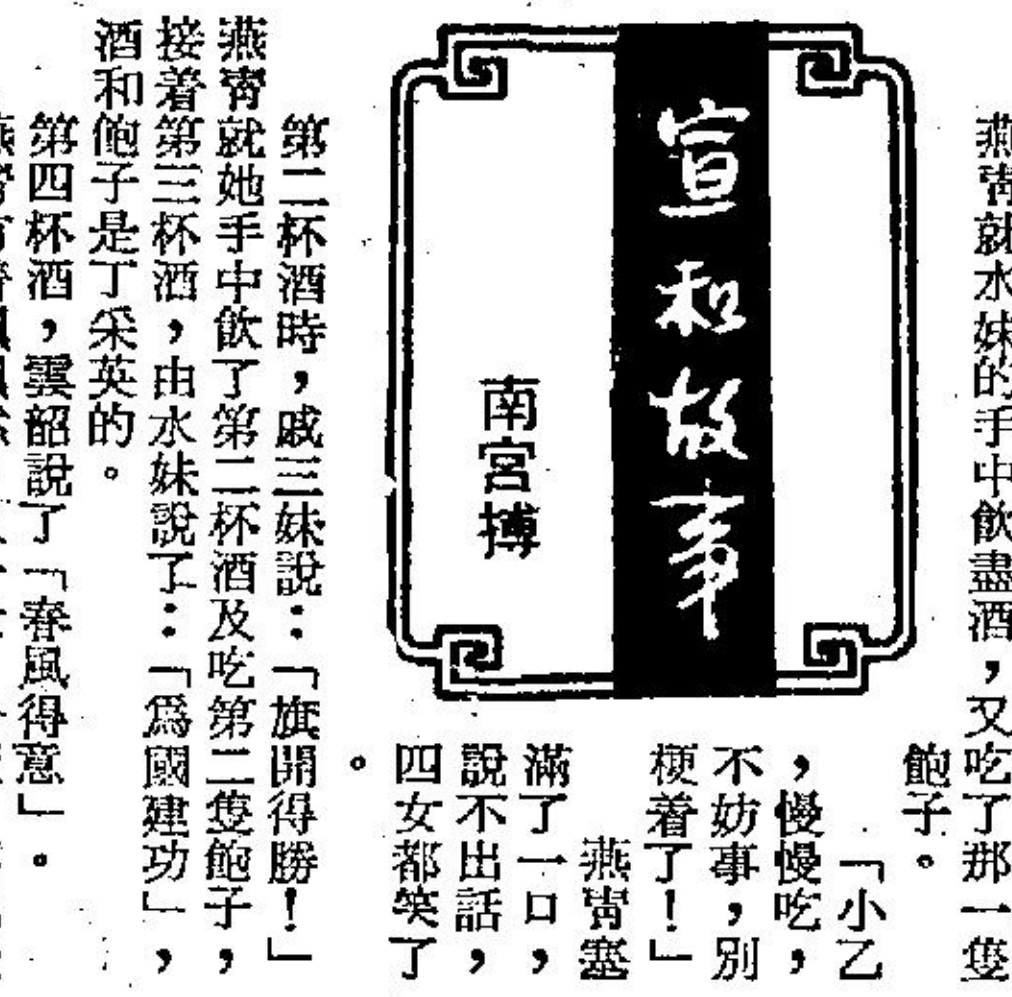 燕靑就水妹的手中飲盡酒，又吃了那一隻
飽子。
「小乙
，慢慢吃，
不妨事，別
梗着了！」
燕靑塞
滿了一口，
說不出話，
四女都笑了
。
宣和故事
南宮搏
第二杯酒時，戚三妹說：「旗開得勝！」
燕靑就她手中飲了第二杯酒及吃第二隻飽子，
接着第三杯酒，由水妹說了：「爲國建功」，
酒和飽子是丁采英的。
第四杯酒，雲韶說了「春風得意」。